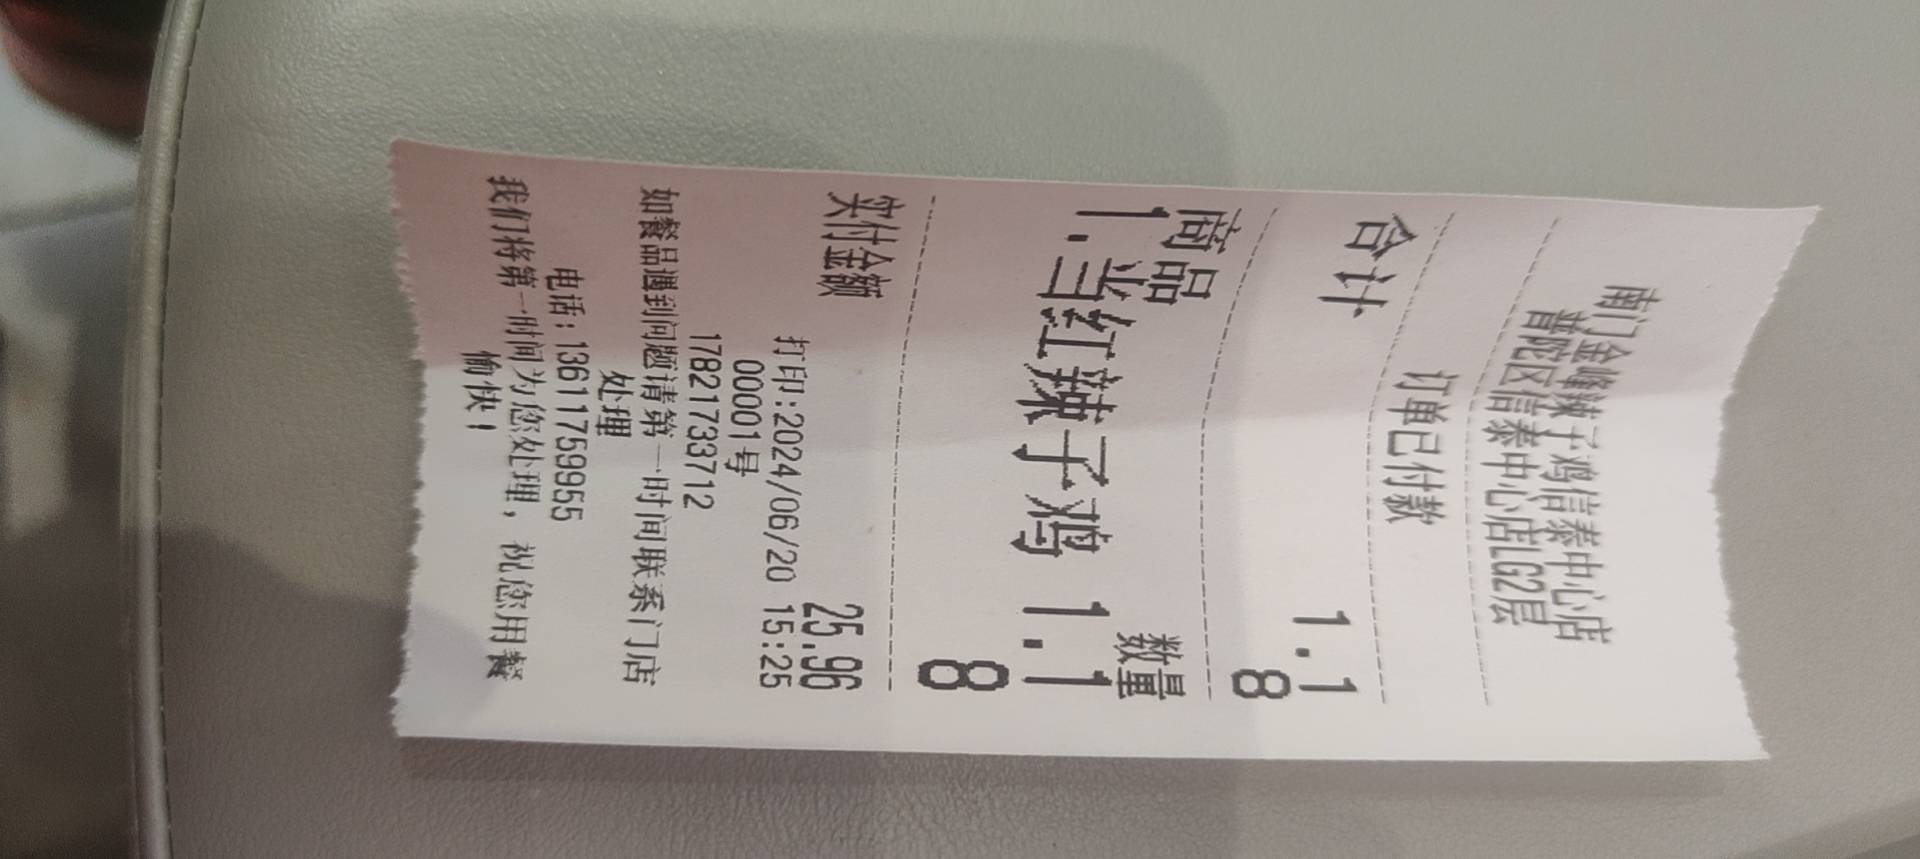 南门金峰辣子鸡信泰中心店
普陀区信泰中心店LG2层
订单已付款
合计 1.1
8
商品 数量
1.当红辣子鸡 1.1
8
实付金额 25.96
打印:2024/06/20 15:25
00001号
17821733712
如餐品遇到问题请第一时间联系门店
处理
电话:13611759955
我们将第一时间为您处理,祝您用餐
愉快!